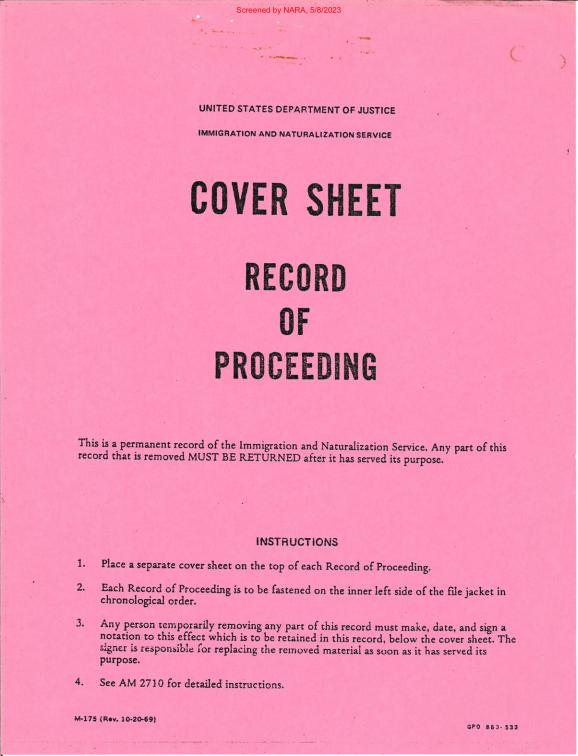 Screened by NARA, 5/8/2023
UNITED STATES DEPARTMENT OF JUSTICE
IMMIGRATION AND NATURALIZATION SERVICE
COVER SHEET
RECORD
OF
PROCEEDING
This is a permanent record of the Immigration and Naturalization Service. Any part of this
record that is removed MUST BE RETURNED after it has served its purpose.
INSTRUCTIONS
1. Place a separate cover sheet on the top of each Record of Proceeding.
2. Each Record of Proceeding is to be fastened on the inner left side of the file jacket in
chronological order.
3. Any person temporarily removing any part of this record must make, date, and sign a
notation to this effect which is to be retained in this record, below the cover sheet. The
signer is responsible for replacing the removed material as soon as it has served its
purpose.
4. See AM 2710 for detailed instructions.
M-175 (Rev. 10-20-69)
GPO 883-533